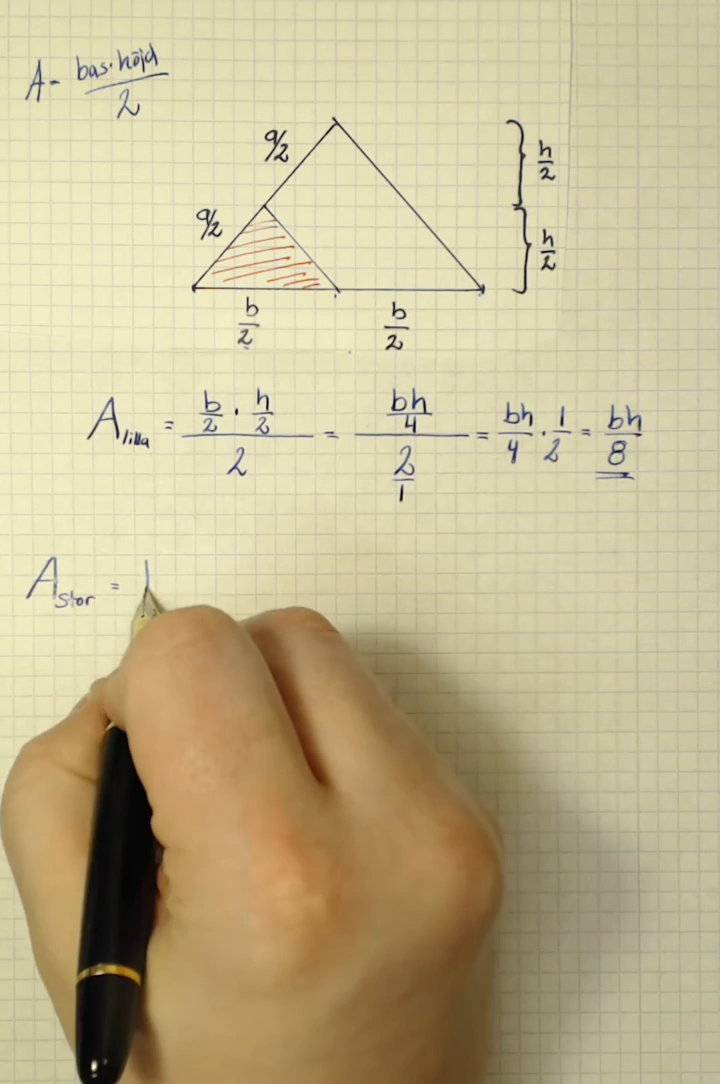 A = bas·höjd / 2
a/2
h/2
a/2
h/2
b/2 b/2
A lilla = (b/2 · h/2) / 2 = (bh/4) / (2/1) = bh/4 · 1/2 = bh/8
A stor =